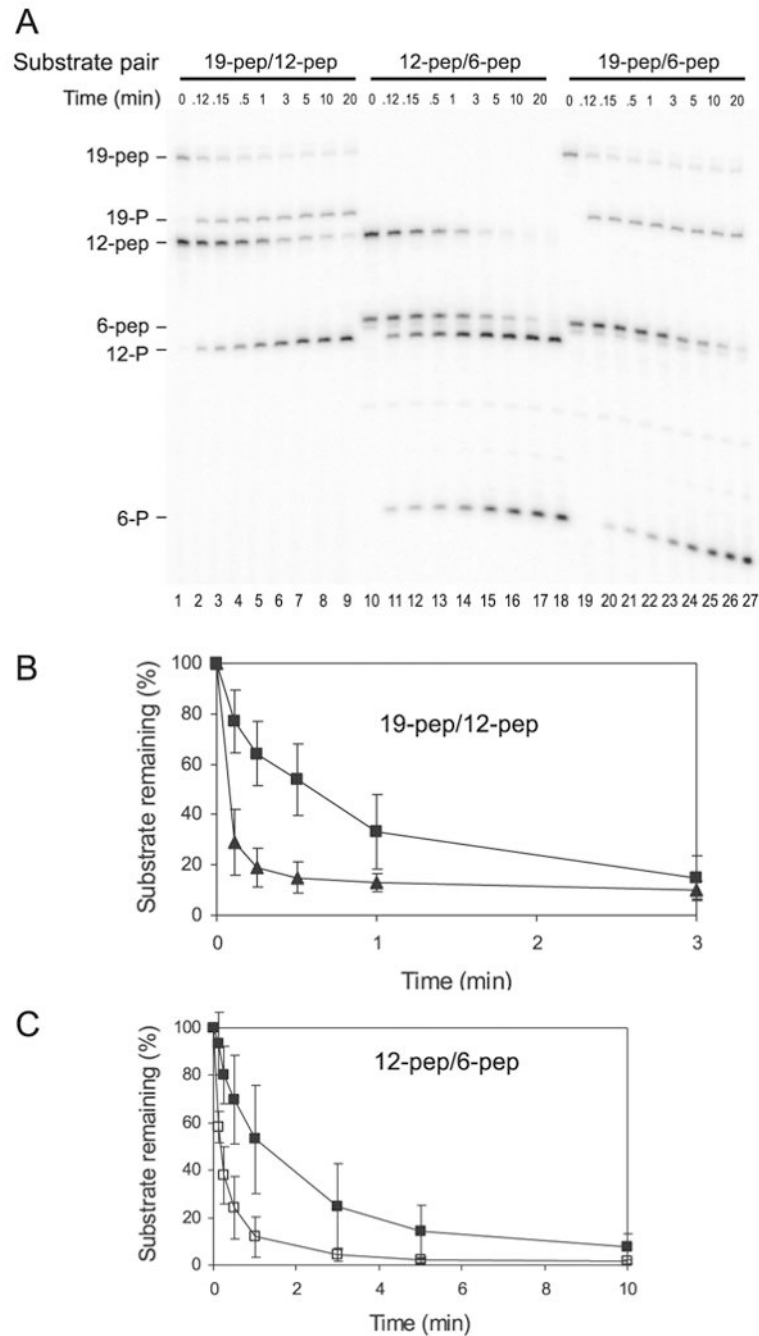 A
Substrate pair 19-pep/12-pep 12-pep/6-pep 19-pep/6-pep
Time (min) 0 .12 .15 .5 1 3 5 10 20 0 .12 .15 .5 1 3 5 10 20 0 .12 .15 .5 1 3 5 10 20
19-pep
19-P
12-pep
6-pep
12-P
6-P
1 2 3 4 5 6 7 8 9 10 11 12 13 14 15 16 17 18 19 20 21 22 23 24 25 26 27
B
Substrate remaining (%)
100
80
60
40
20
0
19-pep/12-pep
0 1 2 3
Time (min)
C
Substrate remaining (%)
100
80
60
40
20
0
12-pep/6-pep
0 2 4 6 8 10
Time (min)